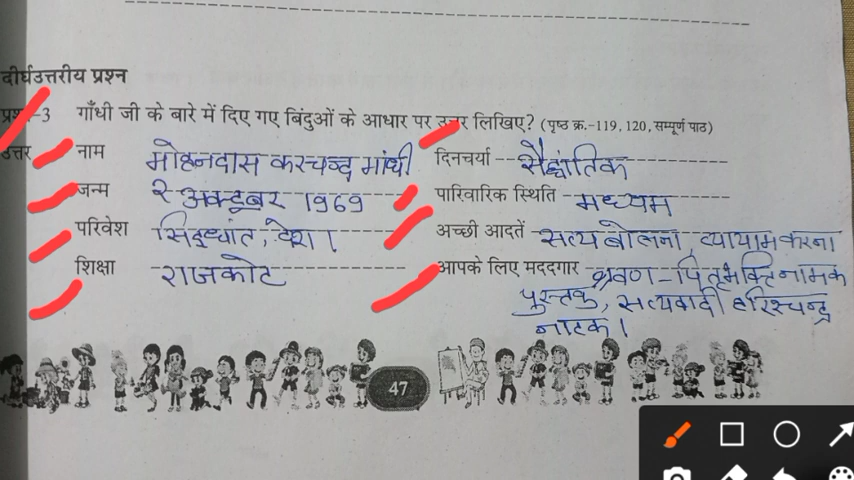 दीर्घउत्तरीय प्रश्न
प्रश्न-3 गाँधी जी के बारे में दिए गए बिंदुओं के आधार पर उत्तर लिखिए? (पृष्ठ क्र.-119, 120, सम्पूर्ण पाठ)
उत्तर नाम मोहनदास करचन्द मांधी दिनचर्या सैद्धांतिक
जन्म २ अक्टूबर 1969 पारिवारिक स्थिति मध्यम
परिवेश सिद्धांत, देश। अच्छी आदतें सत्य बोलना, व्यायाम करना
शिक्षा राजकोट आपके लिए मददगार श्रवण-पितृभक्ति नामक
पुस्तक, सत्यवादी हरिश्चन्द्र
नाटक।
47